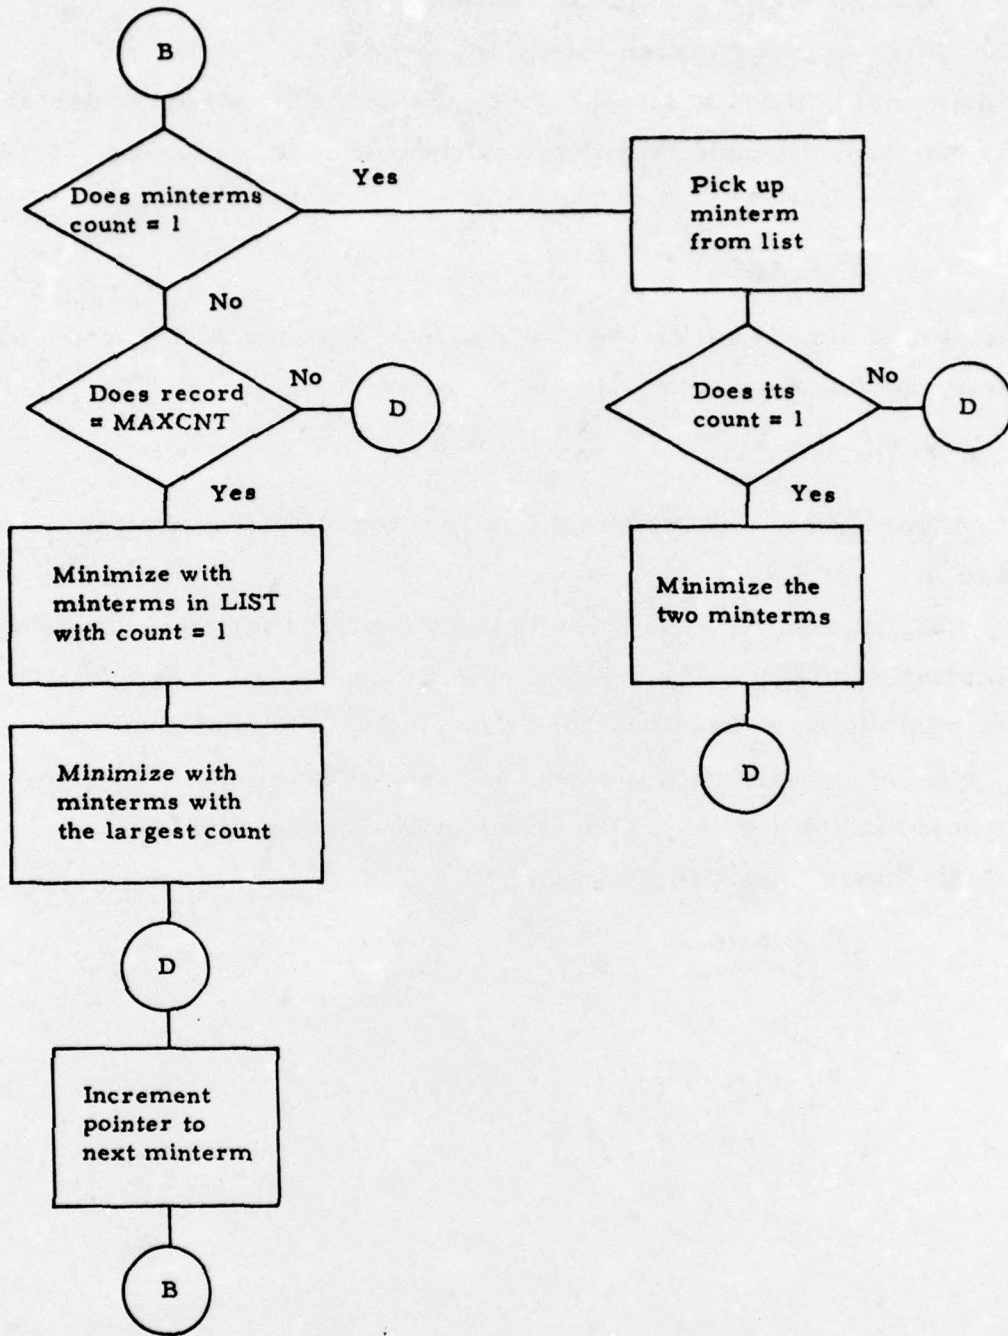 B
Does minterms
count = 1
Yes
Pick up
minterm
from list
No
Does record
= MAXCNT
No
D
Does its
count = 1
No
D
Yes
Yes
Minimize with
minterms in LIST
with count = 1
Minimize the
two minterms
Minimize with
minterms with
the largest count
D
D
Increment
pointer to
next minterm
B